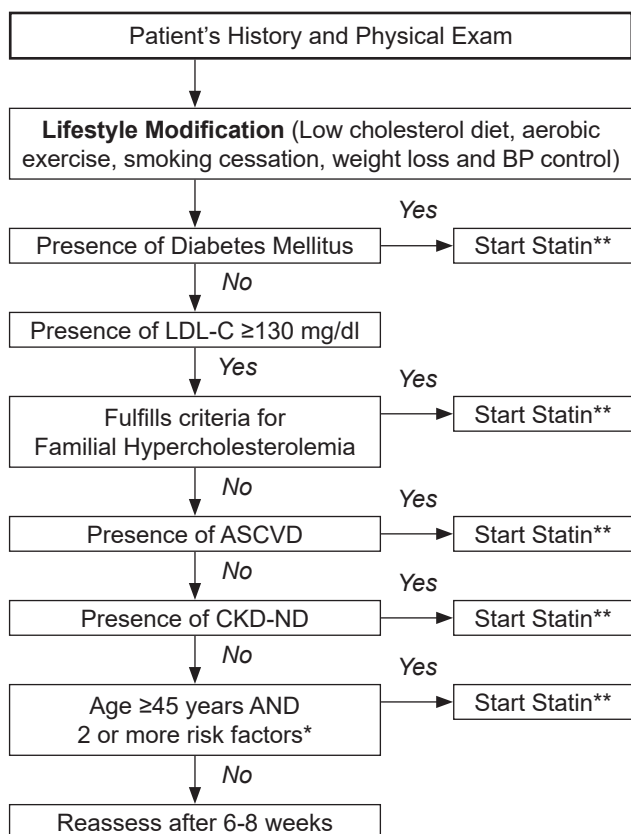 Patient's History and Physical Exam
Lifestyle Modification (Low cholesterol diet, aerobic
exercise, smoking cessation, weight loss and BP control)
Yes
Presence of Diabetes Mellitus
Start Statin**
No
Presence of LDL-C ≥130 mg/dl
Yes
Yes
Fulfills criteria for
Familial Hypercholesterolemia
Start Statin**
No
Yes
Presence of ASCVD
Start Statin**
No
Yes
Presence of CKD-ND
Start Statin**
No
Yes
Age ≥45 years AND
2 or more risk factors*
Start Statin**
No
Reassess after 6-8 weeks